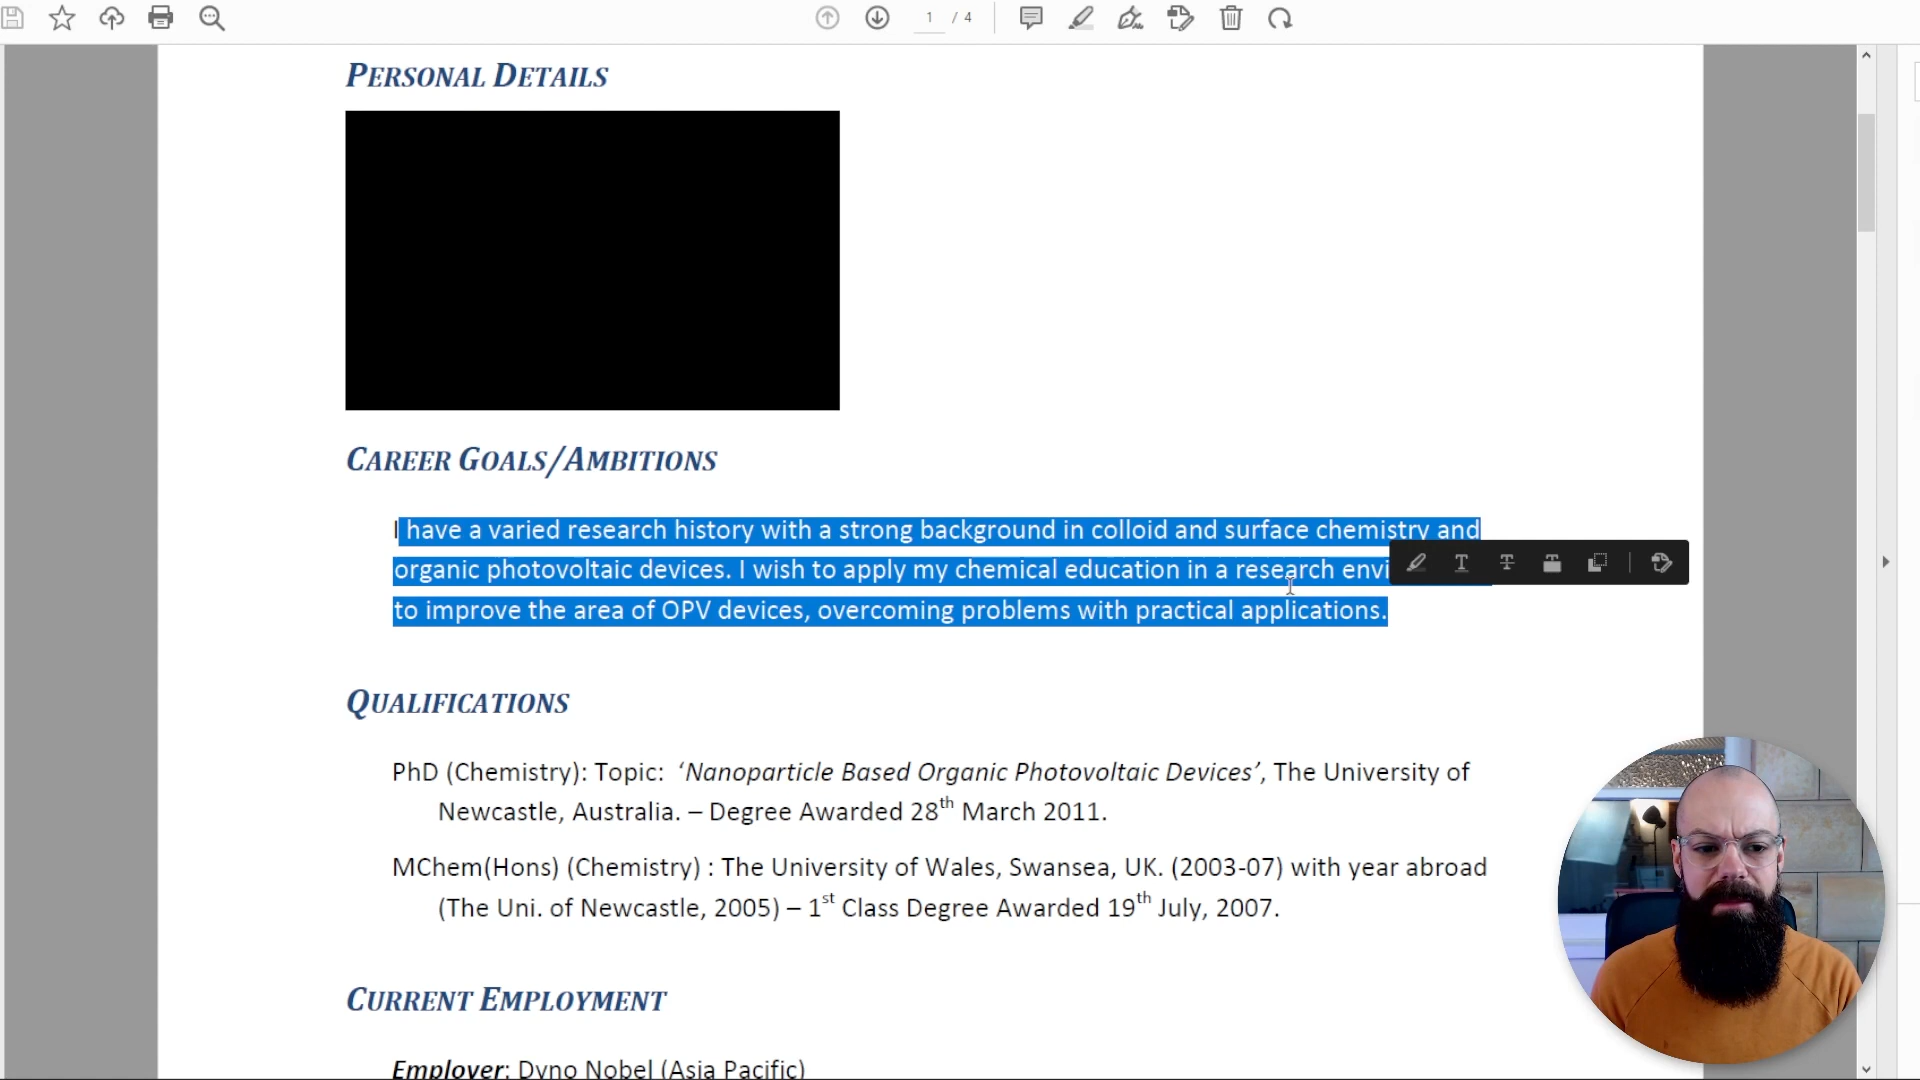 1 / 4
PERSONAL DETAILS
CAREER GOALS/AMBITIONS
I have a varied research history with a strong background in colloid and surface chemistry and
organic photovoltaic devices. I wish to apply my chemical education in a research envi
to improve the area of OPV devices, overcoming problems with practical applications.
QUALIFICATIONS
PhD (Chemistry): Topic: ‘Nanoparticle Based Organic Photovoltaic Devices’, The University of
Newcastle, Australia. – Degree Awarded 28th March 2011.
MChem(Hons) (Chemistry) : The University of Wales, Swansea, UK. (2003-07) with year abroad
(The Uni. of Newcastle, 2005) – 1st Class Degree Awarded 19th July, 2007.
CURRENT EMPLOYMENT
Employer: Dyno Nobel (Asia Pacific)